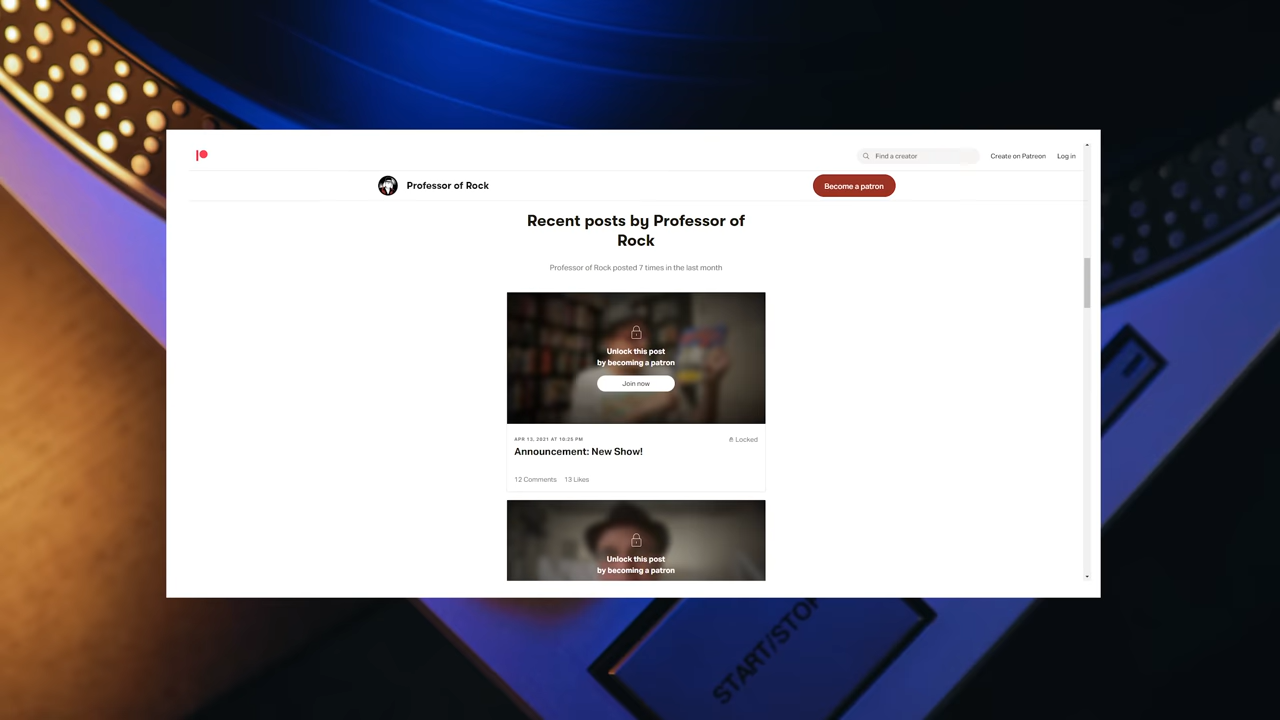 Find a creator
Create on Patreon
Log in
Professor of Rock
Become a patron
Recent posts by Professor of
Rock
Professor of Rock posted 7 times in the last month
Unlock this post
by becoming a patron
Join now
APR 13, 2021 AT 10:25 PM
Locked
Announcement: New Show!
12 Comments
13 Likes
Unlock this post
by becoming a patron
START/STOP